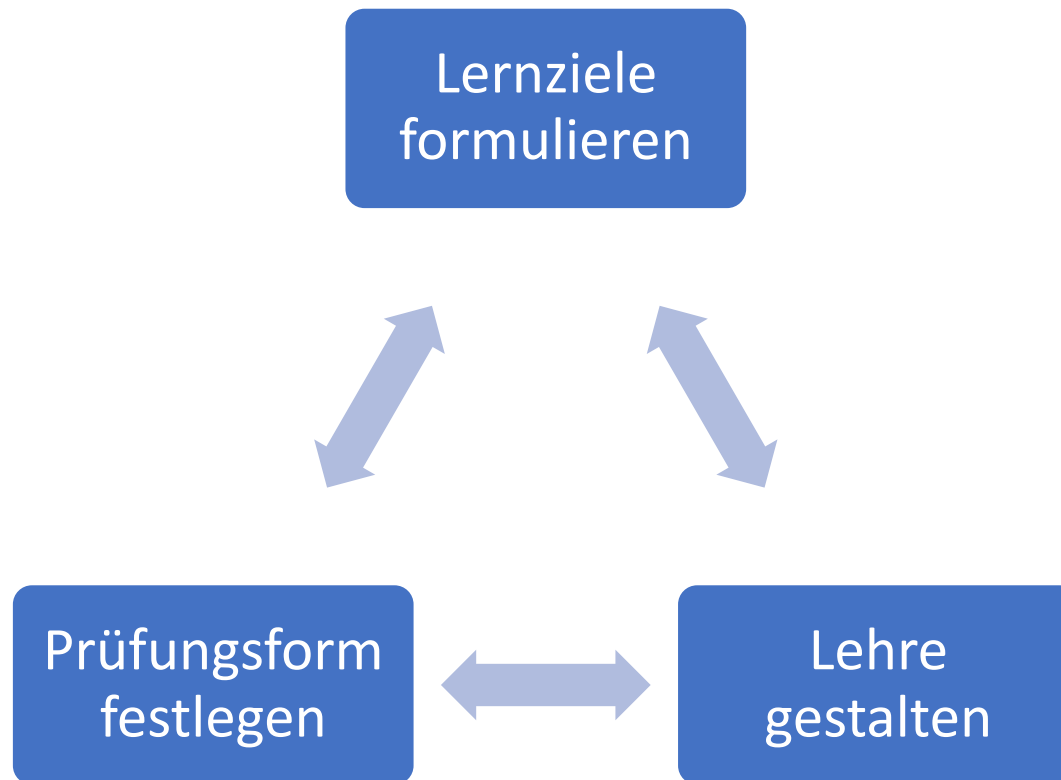 Lernziele
formulieren
Prüfungsform
festlegen
Lehre
gestalten